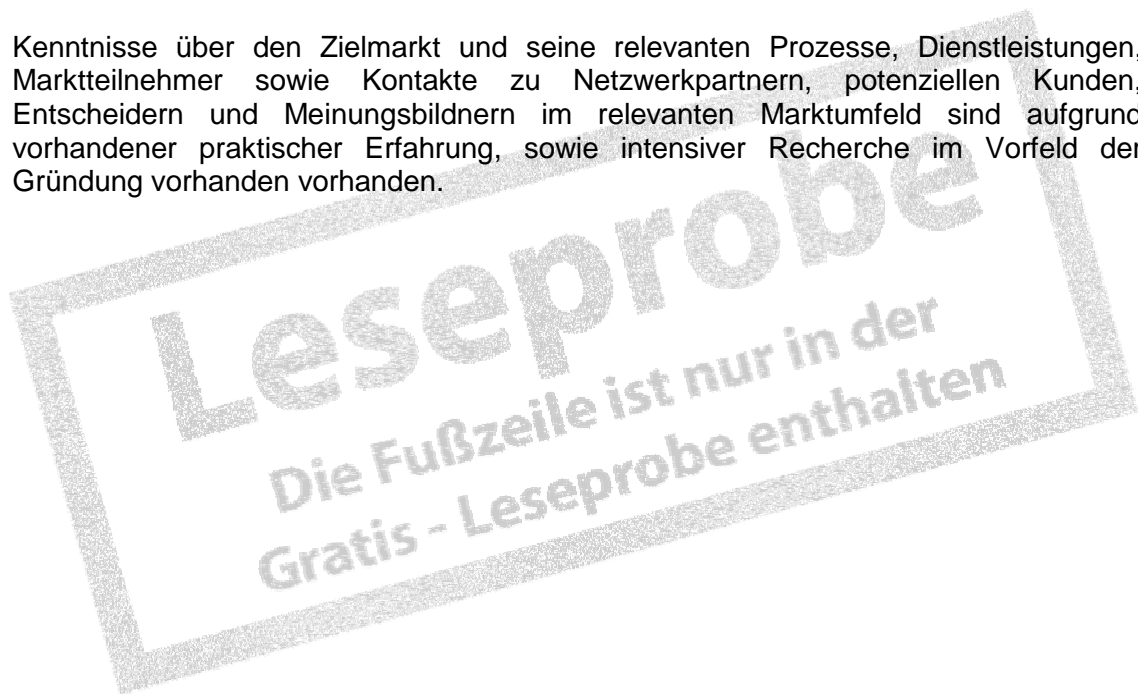 Kenntnisse über den Zielmarkt und seine relevanten Prozesse, Dienstleistungen,
Marktteilnehmer sowie Kontakte zu Netzwerkpartnern, potenziellen Kunden,
Entscheidern und Meinungsbildnern im relevanten Marktumfeld sind aufgrund
vorhandener praktischer Erfahrung, sowie intensiver Recherche im Vorfeld der
Gründung vorhanden vorhanden.
Leseprobe
Die Fußzeile ist nur in der
Gratis - Leseprobe enthalten